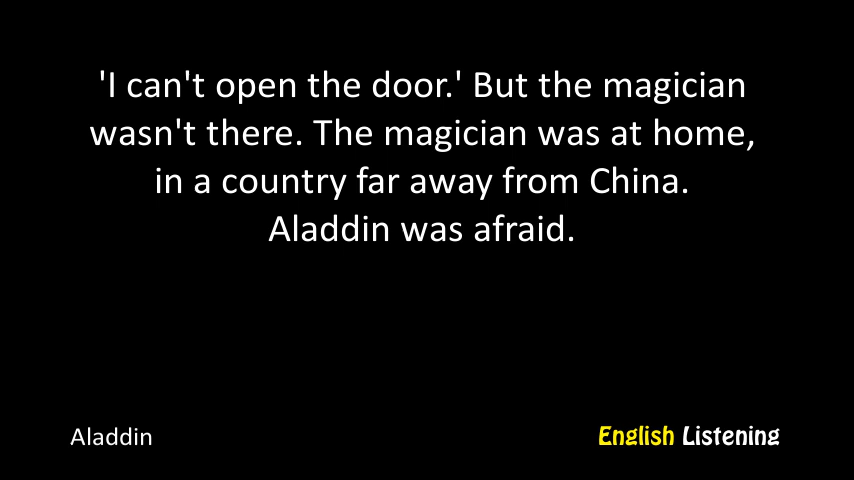 'I can't open the door.' But the magician
wasn't there. The magician was at home,
in a country far away from China.
Aladdin was afraid.
Aladdin
English Listening